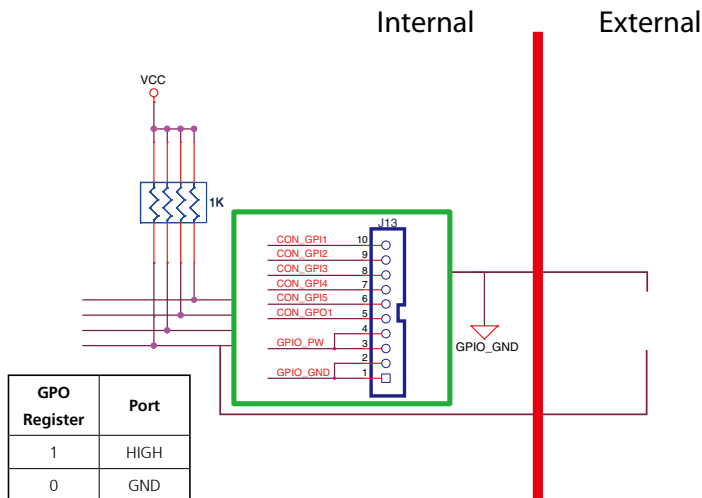 Internal External
VCC
1K
J13
CON_GPI1 10
CON_GPI2 9
CON_GPI3 8
CON_GPI4 7
CON_GPI5 6
CON_GPO1 5
4
GPIO_PW 3
2
GPIO_GND 1
GPIO_GND
GPO Register Port
1 HIGH
0 GND